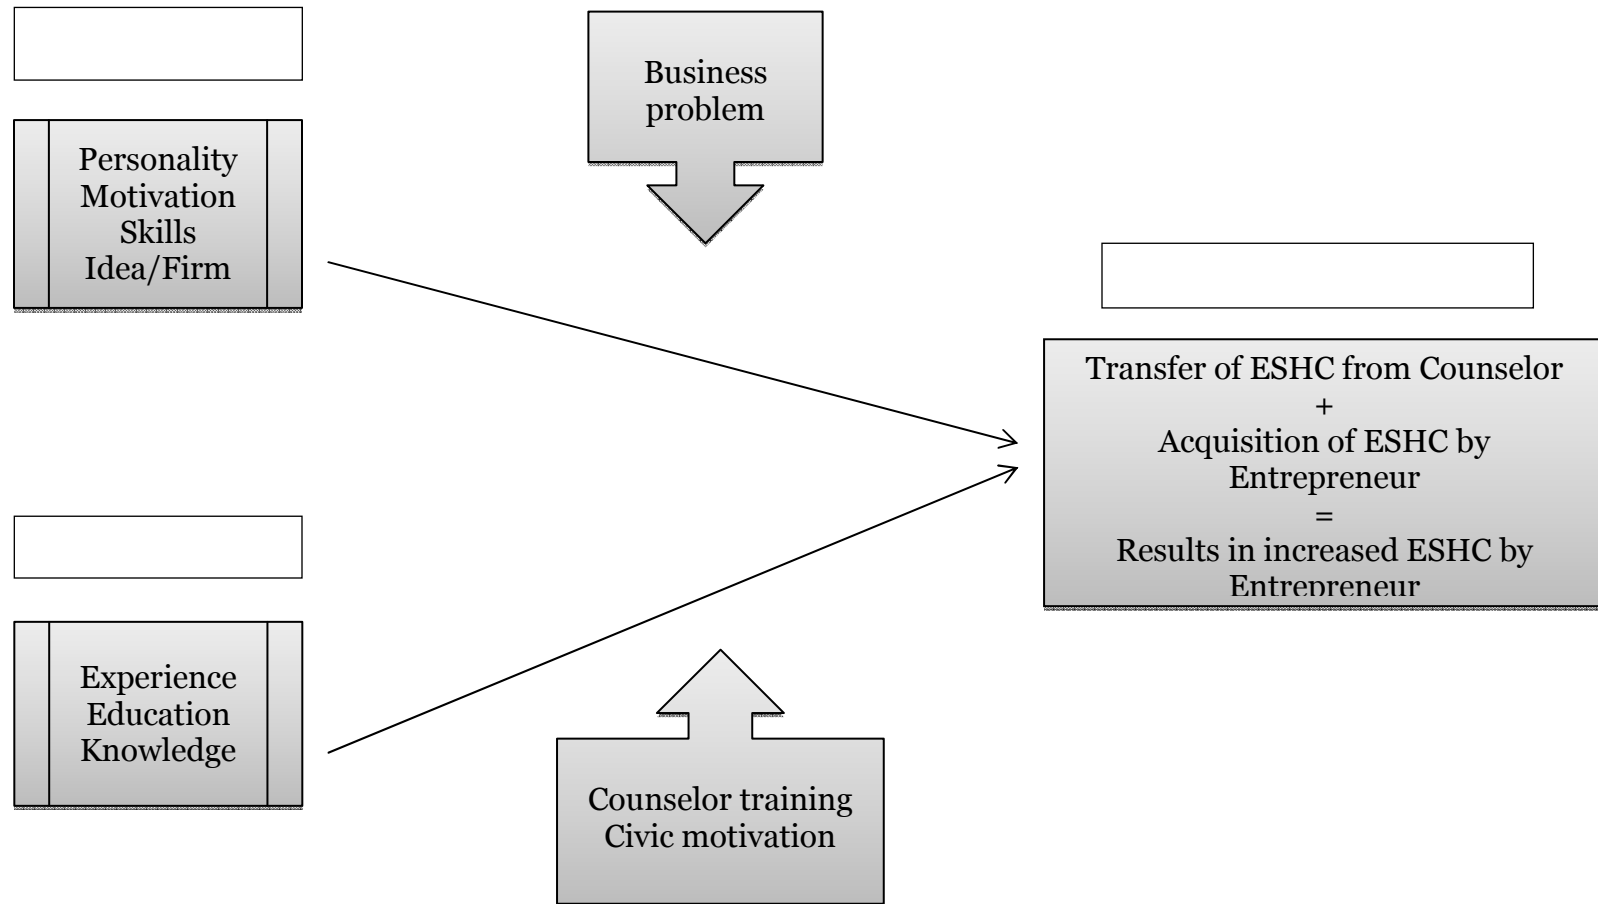 Business
problem
Personality
Motivation
Skills
Idea/Firm
Transfer of ESHC from Counselor
+
Acquisition of ESHC by
Entrepreneur
=
Results in increased ESHC by
Entrepreneur
Experience
Education
Knowledge
Counselor training
Civic motivation